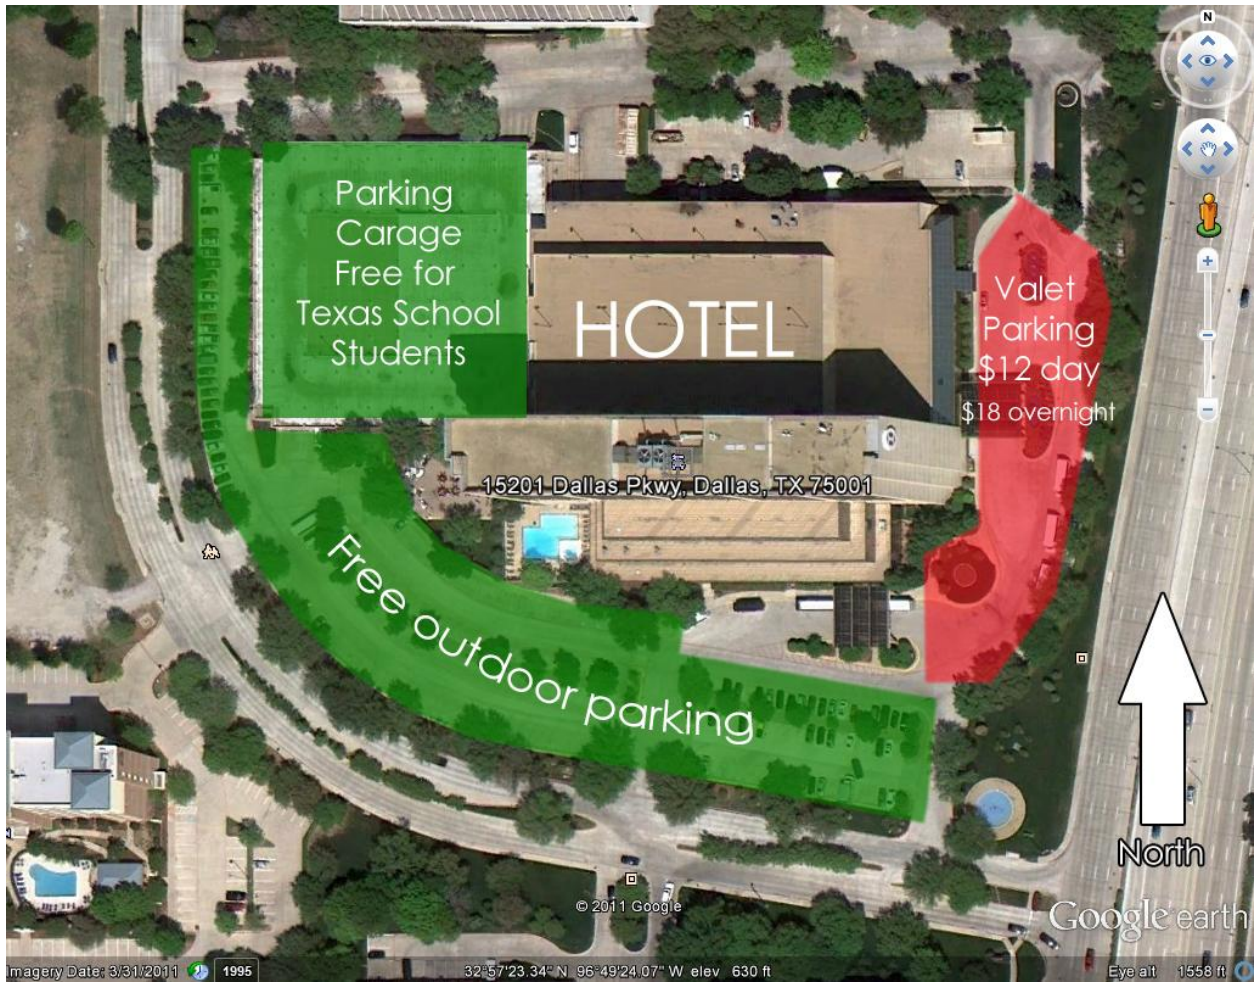 N
Parking
Carage
Free for
Texas School
Students
HOTEL
Valet
Parking
$12 day
$18 overnight
15201 Dallas Pkwy, Dallas, TX 75001
Free outdoor parking
North
© 2011 Google
Google earth
Imagery Date: 3/31/2011 1995 32°57'23.34" N 96°49'24.07" W elev 630 ft Eye alt 1558 ft